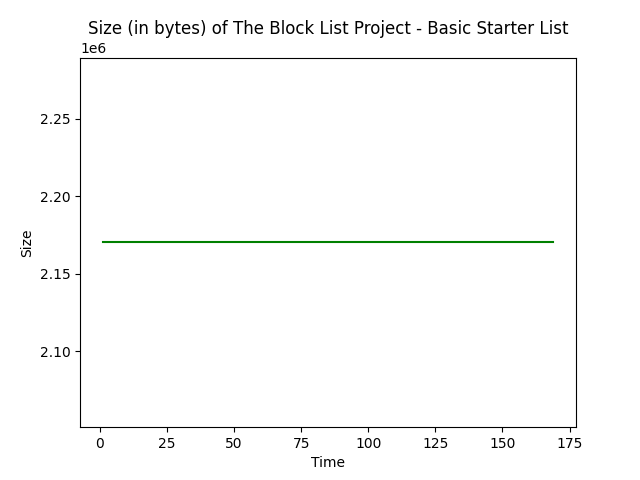 Size (in bytes) of The Block List Project - Basic Starter List
1e6
2.25
2.20
2.15
2.10
Size
0 25 50 75 100 125 150 175
Time